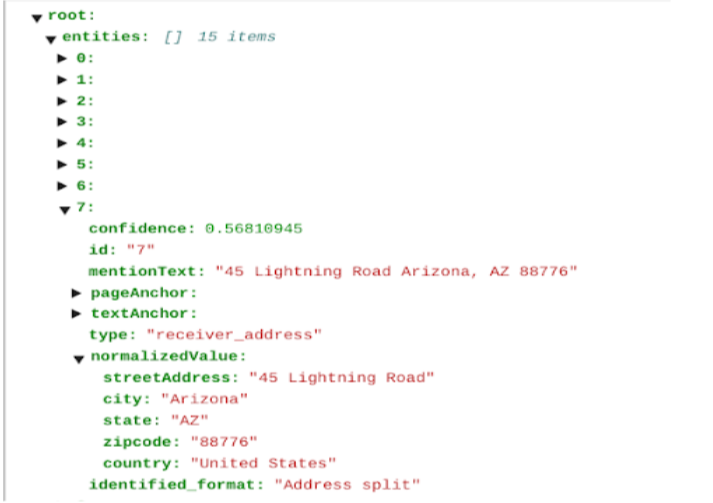 root:
entities: [] 15 items
0:
1:
2:
3:
4:
5:
6:
7:
confidence: 0.56810945
id: "7"
mentionText: "45 Lightning Road Arizona, AZ 88776"
pageAnchor:
textAnchor:
type: "receiver_address"
normalizedValue:
streetAddress: "45 Lightning Road"
city: "Arizona"
state: "AZ"
zipcode: "88776"
country: "United States"
identified_format: "Address split"